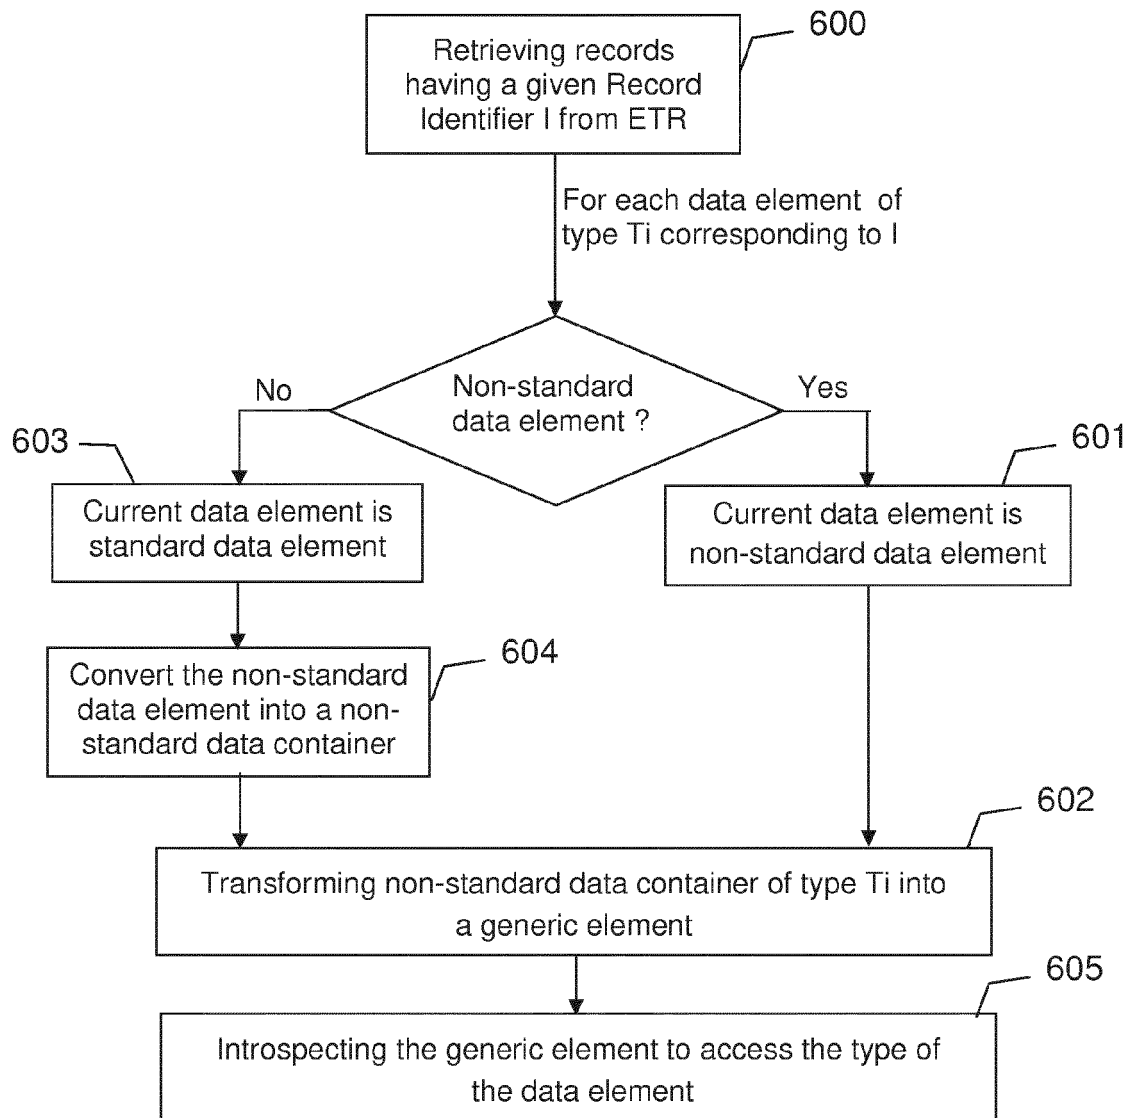 600
Retrieving records
having a given Record
Identifier I from ETR
For each data element of
type Ti corresponding to I
Non-standard
data element ?
No
Yes
603
601
Current data element is
standard data element
Current data element is
non-standard data element
604
Convert the non-standard
data element into a non-
standard data container
602
Transforming non-standard data container of type Ti into
a generic element
605
Introspecting the generic element to access the type of
the data element